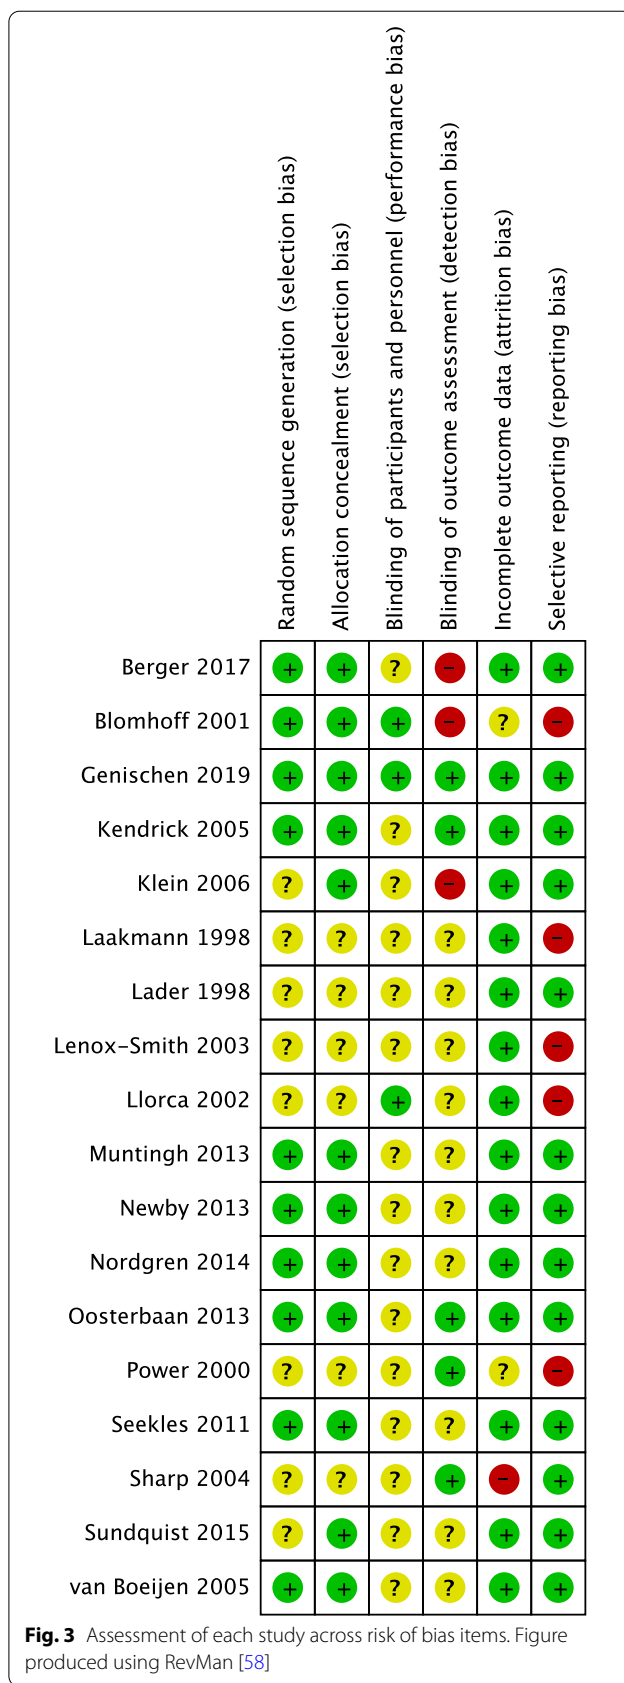 Random sequence generation (selection bias)
Allocation concealment (selection bias)
Blinding of participants and personnel (performance bias)
Blinding of outcome assessment (detection bias)
Incomplete outcome data (attrition bias)
Selective reporting (reporting bias)
Berger 2017 + + ? − + +
Blomhoff 2001 + + + − ? −
Genischen 2019 + + + + + +
Kendrick 2005 + + ? + + +
Klein 2006 ? + ? − + +
Laakmann 1998 ? ? ? ? + −
Lader 1998 ? ? ? ? + +
Lenox−Smith 2003 ? ? ? ? + −
Llorca 2002 ? ? + ? + −
Muntingh 2013 + + ? ? + +
Newby 2013 + + ? ? + +
Nordgren 2014 + + ? ? + +
Oosterbaan 2013 + + ? + + +
Power 2000 ? ? ? + ? −
Seekles 2011 + + ? ? + +
Sharp 2004 ? ? ? + − +
Sundquist 2015 ? + ? ? + +
van Boeijen 2005 + + ? ? + +
Fig. 3 Assessment of each study across risk of bias items. Figure
produced using RevMan [58]